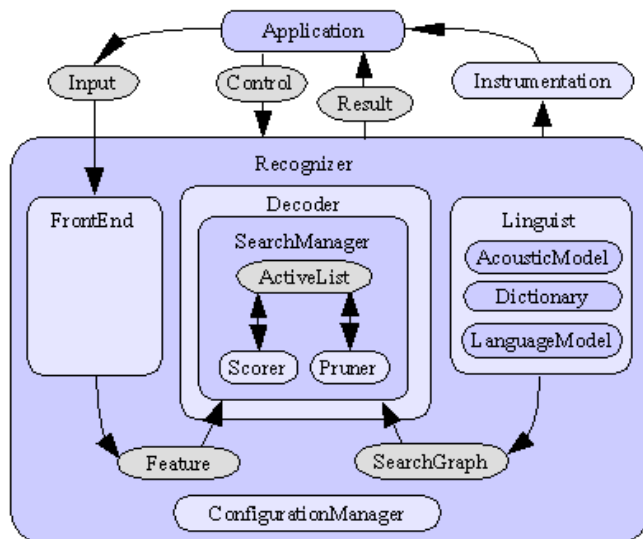 Application
Input
Control
Result
Instrumentation
Recognizer
FrontEnd
Decoder
SearchManager
ActiveList
Scorer
Pruner
Linguist
AcousticModel
Dictionary
LanguageModel
Feature
SearchGraph
ConfigurationManager